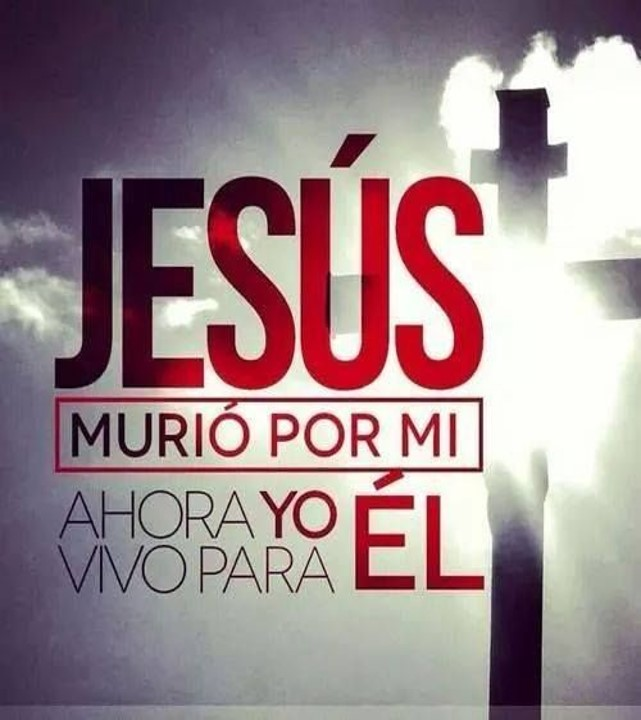 JESÚS
MURIÓ POR MI
AHORA YO
VIVO PARA ÉL